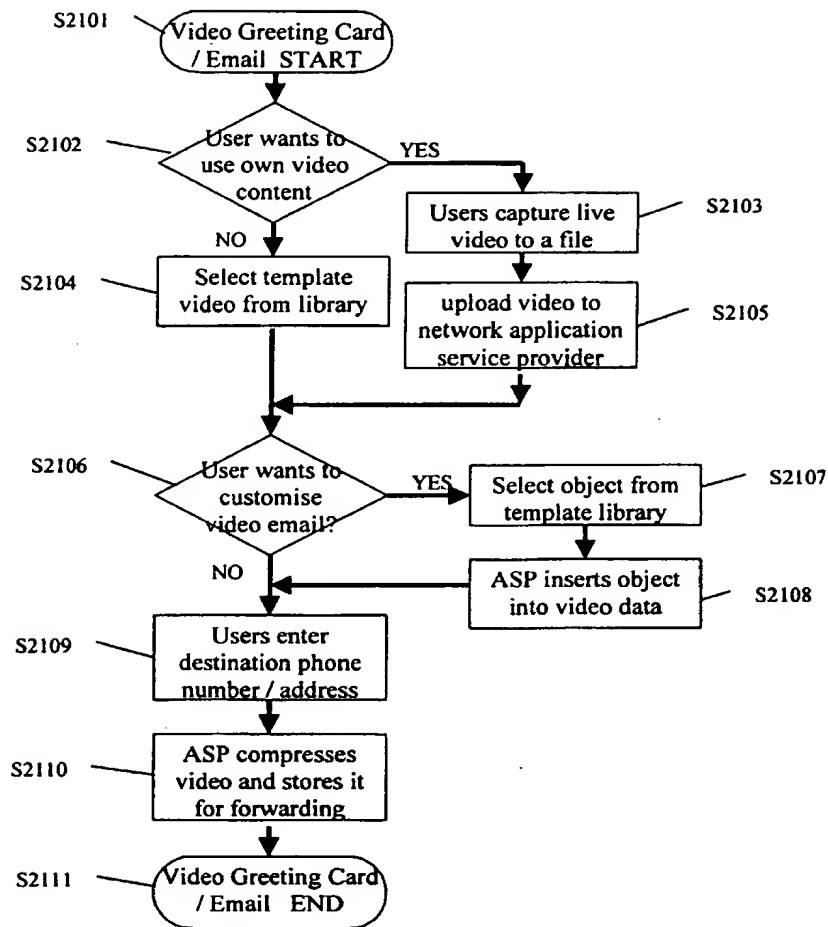 S2101
Video Greeting Card
/ Email START
S2102
User wants to
use own video
content
YES
NO
Users capture live
video to a file
S2103
S2104
Select template
video from library
upload video to
network application
service provider
S2105
S2106
User wants to
customise
video email?
YES
NO
Select object from
template library
S2107
ASP inserts object
into video data
S2108
S2109
Users enter
destination phone
number / address
S2110
ASP compresses
video and stores it
for forwarding
S2111
Video Greeting Card
/ Email END